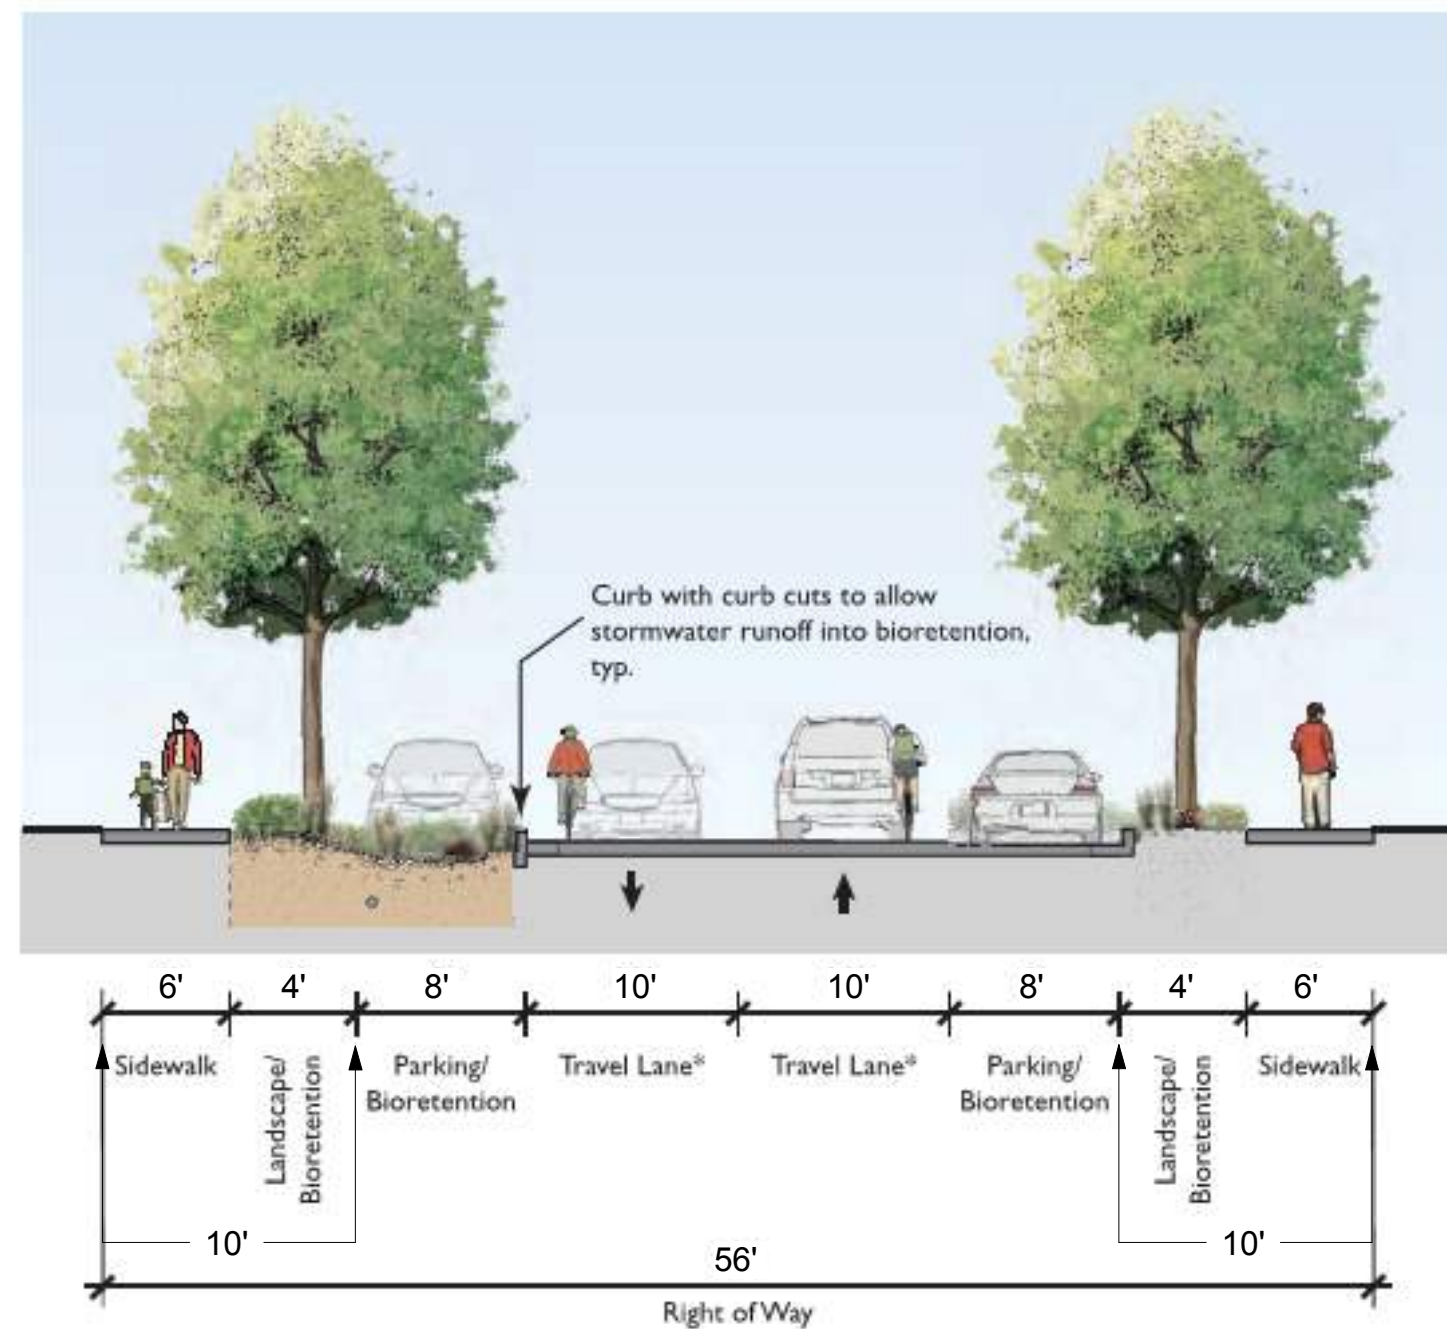 Curb with curb cuts to allow
stormwater runoff into bioretention,
typ.
6' 4' 8' 10' 10' 8' 4' 6'
Sidewalk
Landscape/
Bioretention
Parking/
Bioretention
Travel Lane*
Travel Lane*
Parking/
Bioretention
Landscape/
Bioretention
Sidewalk
10'
10'
56'
Right of Way